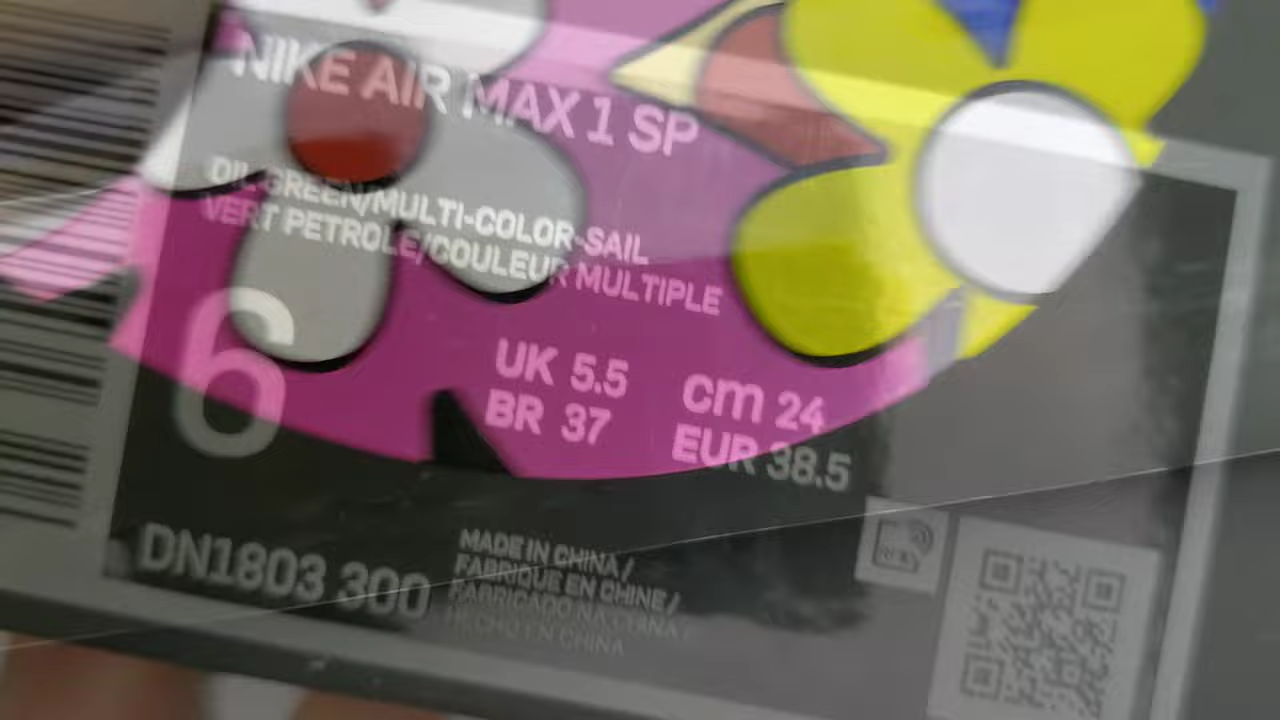 NIKE AIR MAX 1 SP
OIL GREEN/MULTI-COLOR-SAIL
VERT PETROLE/COULEUR MULTIPLE
6
UK 5.5
BR 37
cm 24
EUR 38.5
DN1803 300
MADE IN CHINA /
FABRIQUE EN CHINE /
FABRICADO NA CHINA /
HECHO EN CHINA